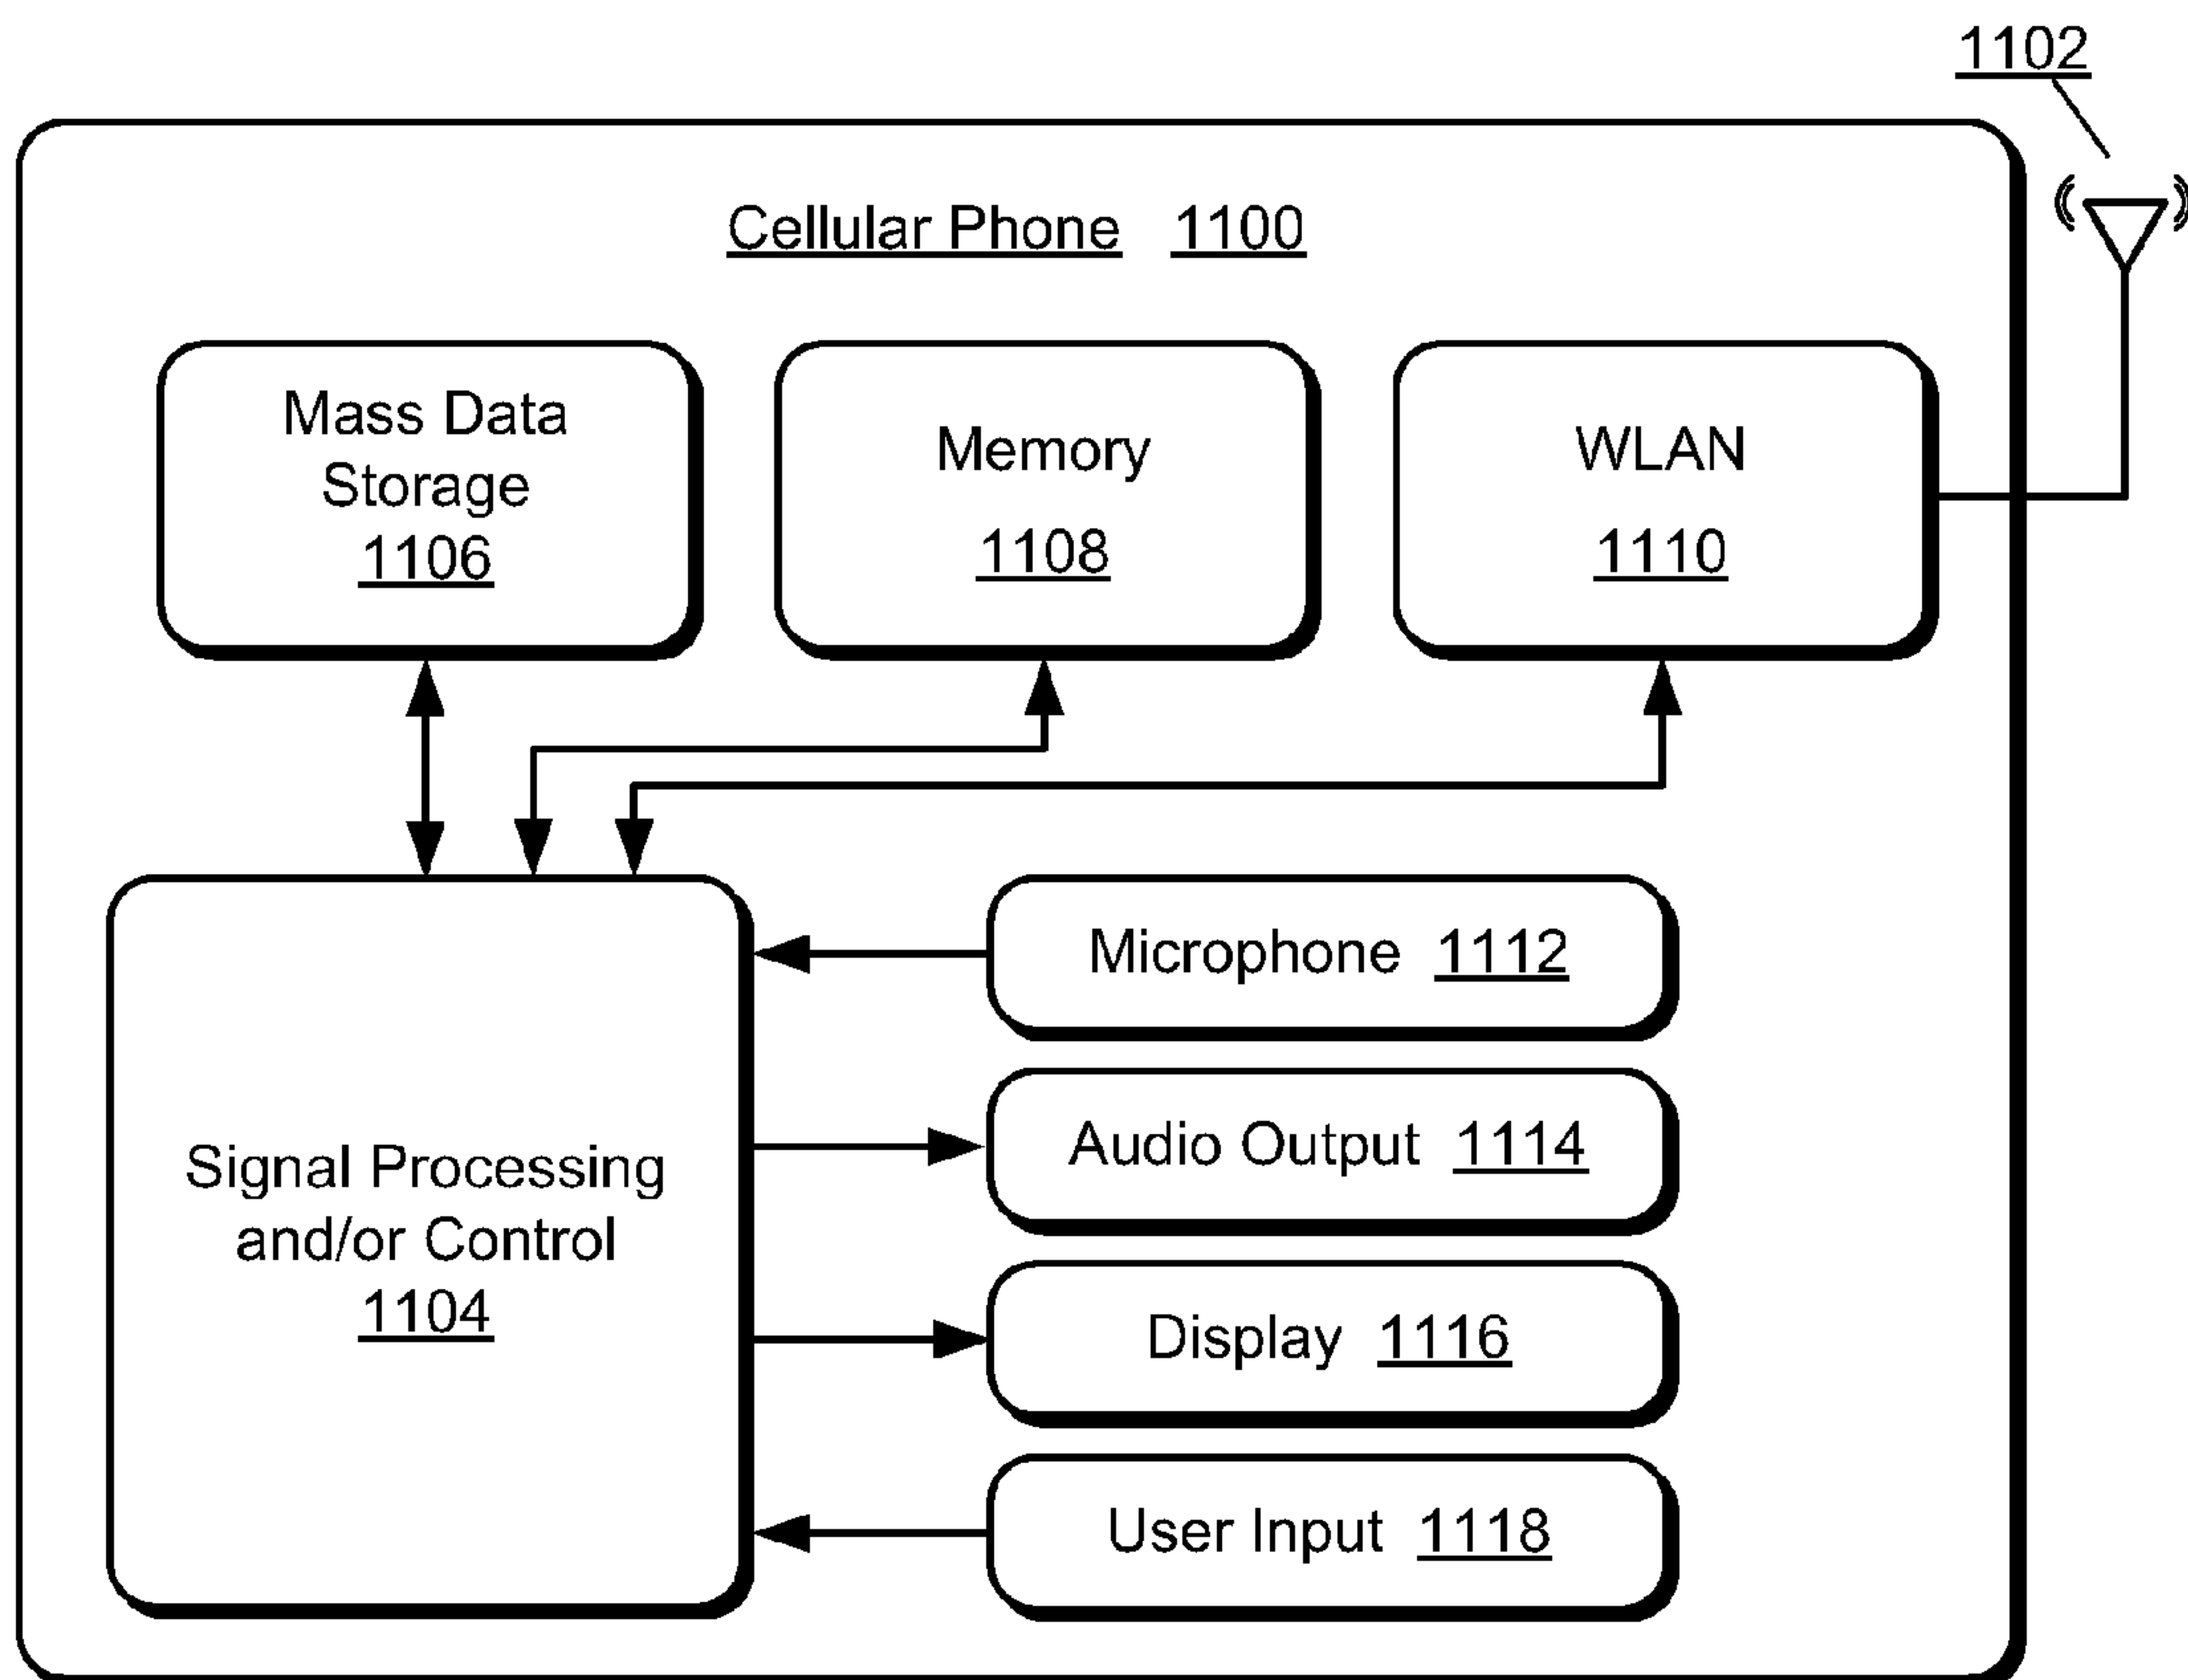 1102
Cellular Phone 1100
Mass Data
Storage
1106
Memory
1108
WLAN
1110
Signal Processing
and/or Control
1104
Microphone 1112
Audio Output 1114
Display 1116
User Input 1118